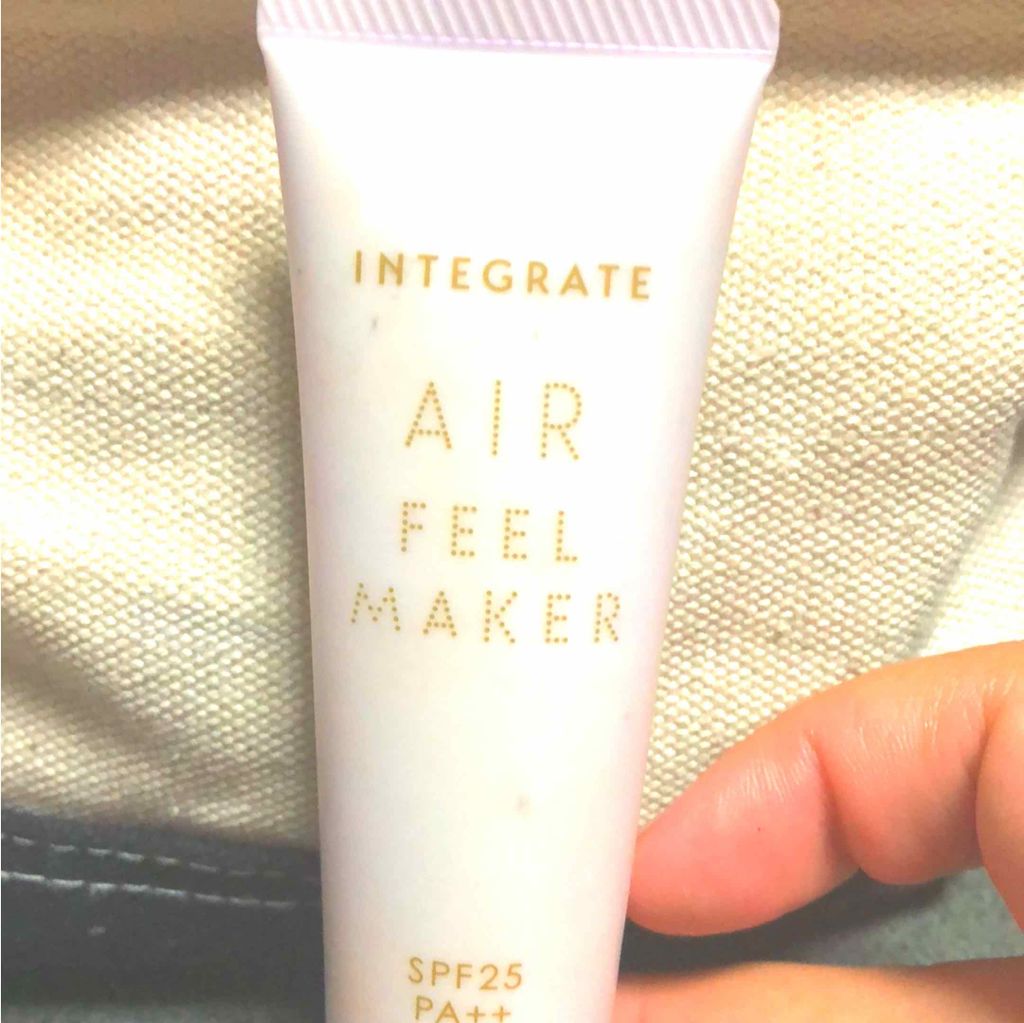 INTEGRATE
AIR
FEEL
MAKER
SPF25
PA++